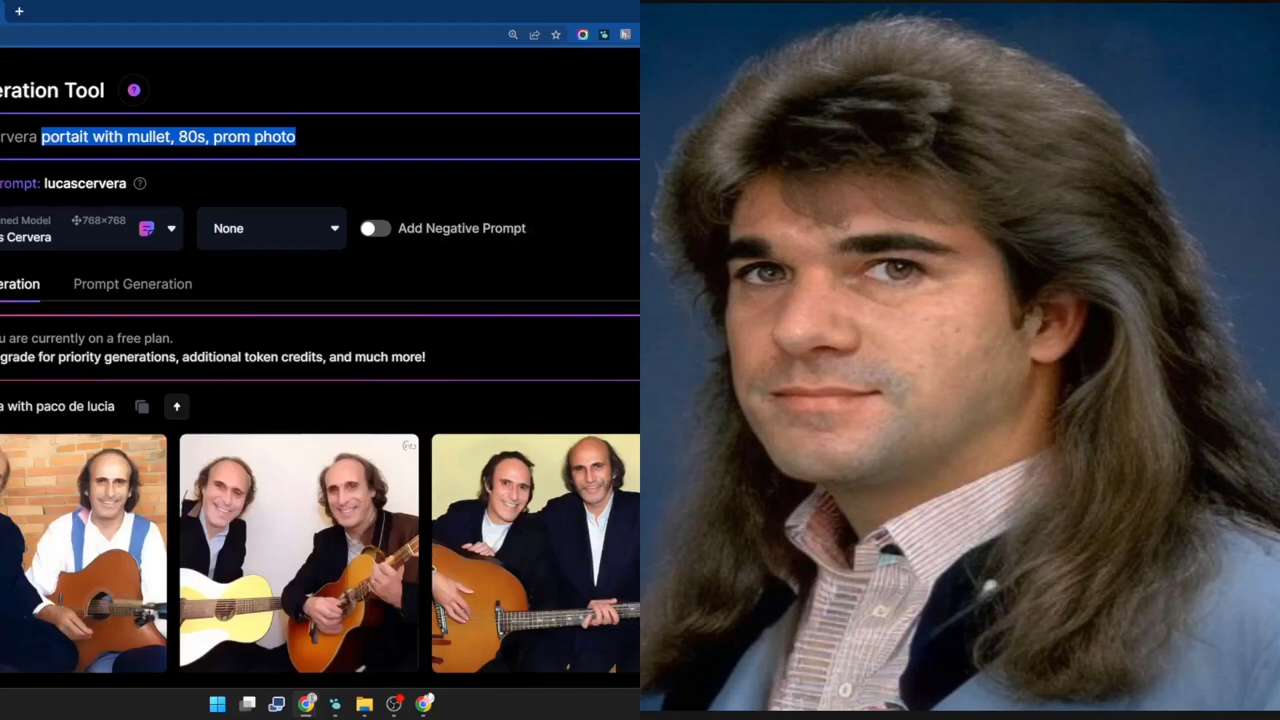 eration Tool
rvera portait with mullet, 80s, prom photo
rompt: lucascervera
ined Model
768×768
s Cervera
None
Add Negative Prompt
eration
Prompt Generation
u are currently on a free plan.
grade for priority generations, additional token credits, and much more!
a with paco de lucia